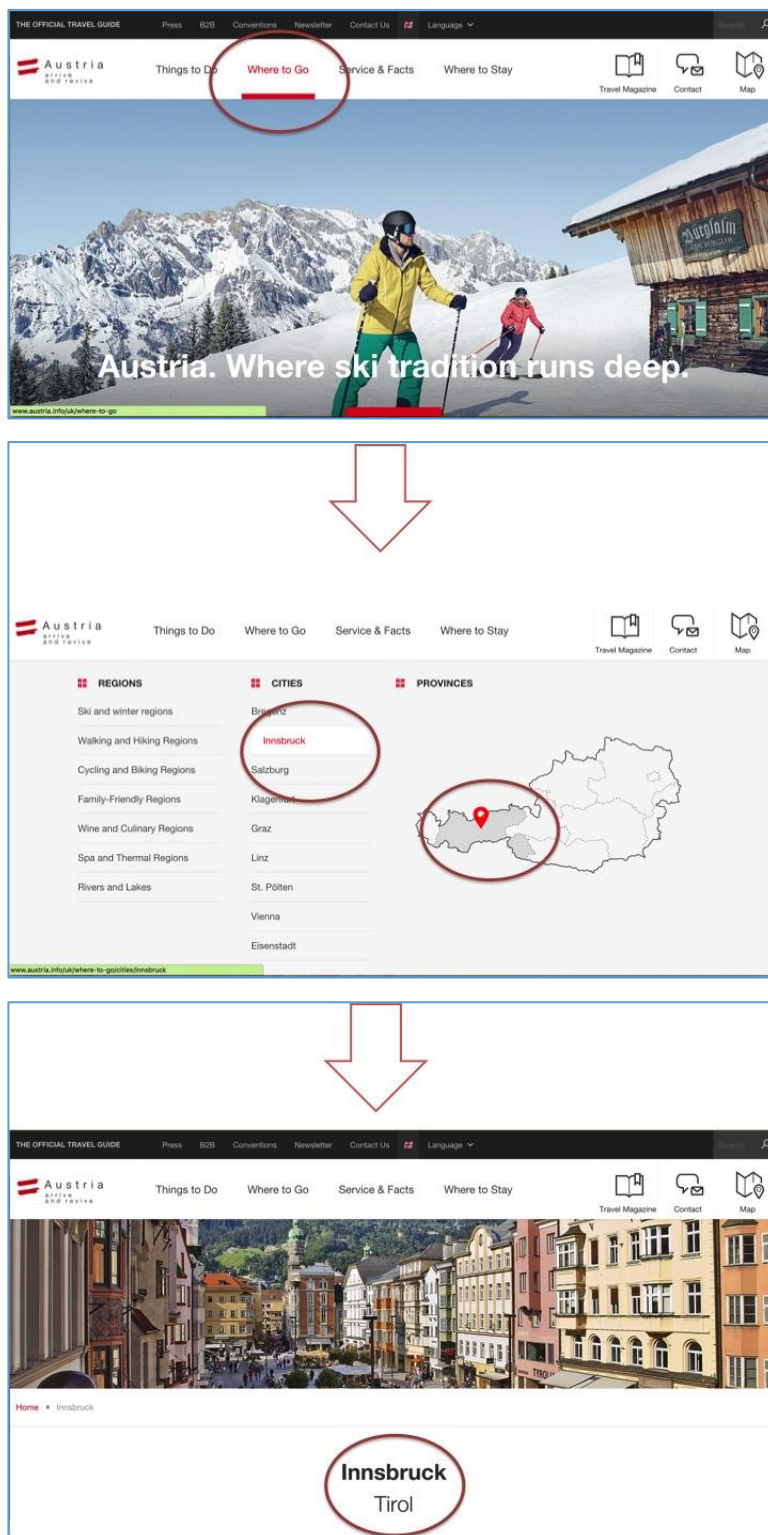 THE OFFICIAL TRAVEL GUIDE Press B2B Conventions Newsletter Contact Us Language Search
Austria
arrive
and revive
Things to Do Where to Go Service & Facts Where to Stay
Travel Magazine Contact Map
Burglalm
Austria. Where ski tradition runs deep.
www.austria.info/uk/where-to-go
Austria
arrive
and revive
Things to Do Where to Go Service & Facts Where to Stay
Travel Magazine Contact Map
REGIONS CITIES PROVINCES
Ski and winter regions Bregenz
Walking and Hiking Regions Innsbruck
Cycling and Biking Regions Salzburg
Family-Friendly Regions Klagenfurt
Wine and Culinary Regions Graz
Spa and Thermal Regions Linz
Rivers and Lakes St. Pölten
Vienna
Eisenstadt
www.austria.info/uk/where-to-go/cities/innsbruck
THE OFFICIAL TRAVEL GUIDE Press B2B Conventions Newsletter Contact Us Language Search
Austria
arrive
and revive
Things to Do Where to Go Service & Facts Where to Stay
Travel Magazine Contact Map
Home Innsbruck
Innsbruck
Tirol